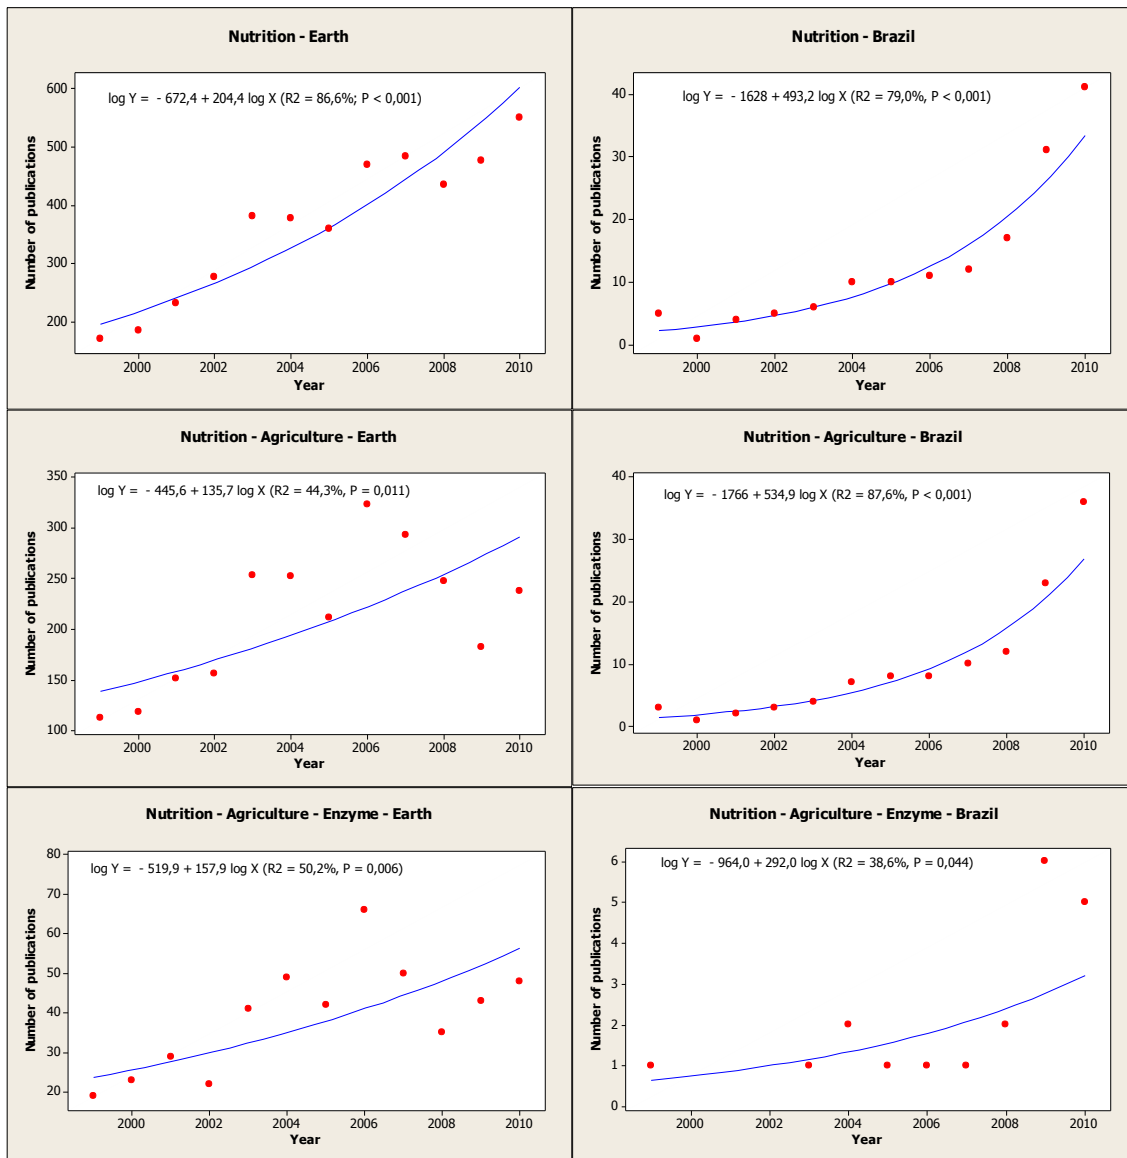 Nutrition - Earth
log Y = - 672,4 + 204,4 log X (R2 = 86,6%; P < 0,001)
Number of publications
600
500
400
300
200
2000 2002 2004 2006 2008 2010
Year
Nutrition - Brazil
log Y = - 1628 + 493,2 log X (R2 = 79,0%, P < 0,001)
Number of publications
40
30
20
10
0
2000 2002 2004 2006 2008 2010
Year
Nutrition - Agriculture - Earth
log Y = - 445,6 + 135,7 log X (R2 = 44,3%, P = 0,011)
Number of publications
350
300
250
200
150
100
2000 2002 2004 2006 2008 2010
Year
Nutrition - Agriculture - Brazil
log Y = - 1766 + 534,9 log X (R2 = 87,6%, P < 0,001)
Number of publications
40
30
20
10
0
2000 2002 2004 2006 2008 2010
Year
Nutrition - Agriculture - Enzyme - Earth
log Y = - 519,9 + 157,9 log X (R2 = 50,2%, P = 0,006)
Number of publications
80
70
60
50
40
30
20
2000 2002 2004 2006 2008 2010
Year
Nutrition - Agriculture - Enzyme - Brazil
log Y = - 964,0 + 292,0 log X (R2 = 38,6%, P = 0,044)
Number of publications
6
5
4
3
2
1
0
2000 2002 2004 2006 2008 2010
Year